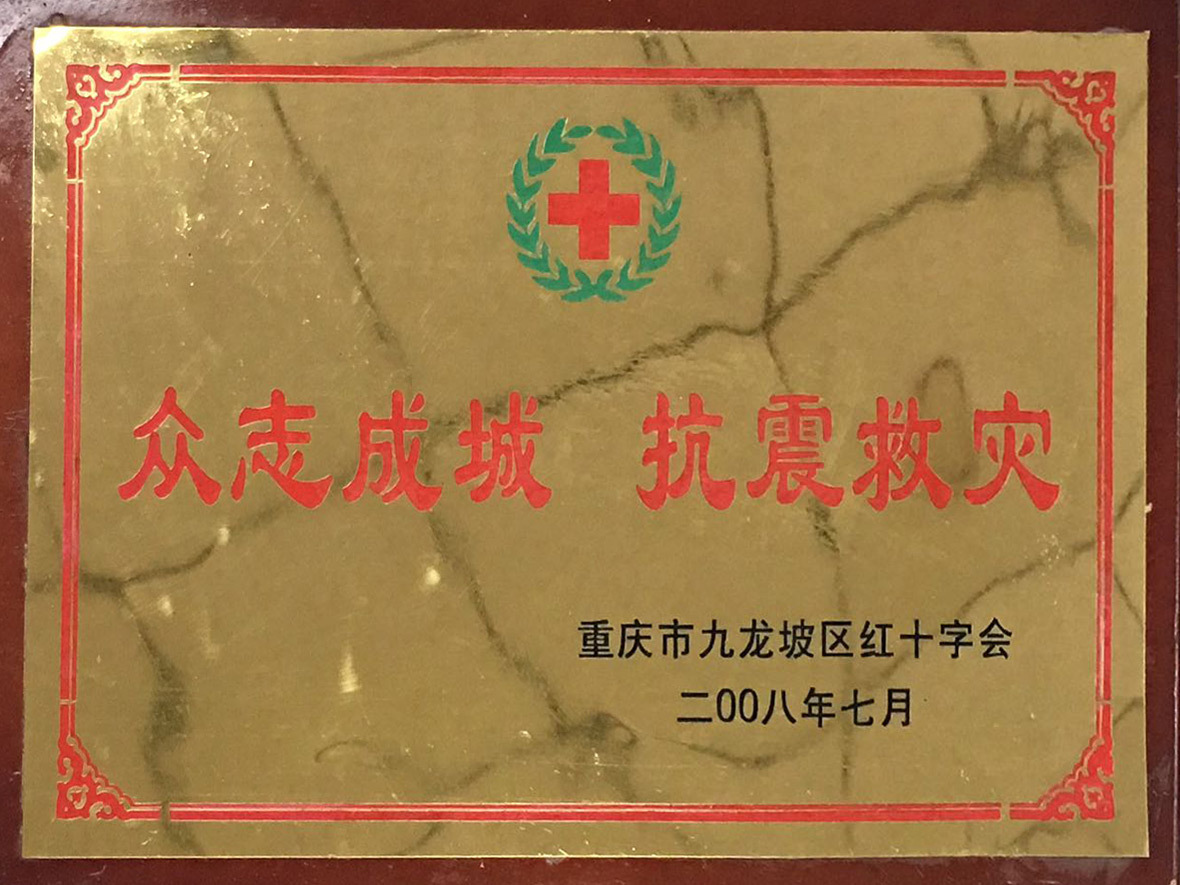 众志成城 抗震救灾
重庆市九龙坡区红十字会
二00八年七月